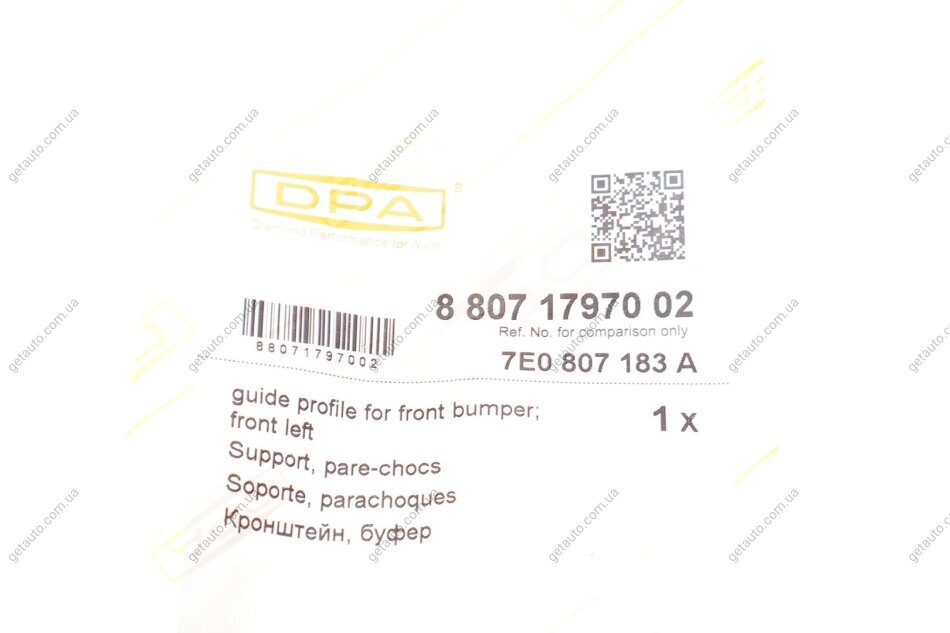 DPA®
Diamond Performance for Auto
8 807 17970 02
Ref. No. for comparison only
88071797002
7E0 807 183 A
guide profile for front bumper;
front left
1 x
Support, pare-chocs
Soporte, parachoques
Кронштейн, буфер
getauto.com.ua